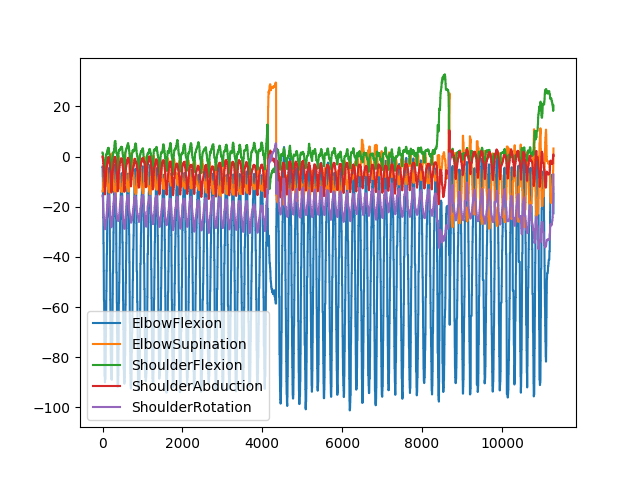 20
0
−20
−40
−60
−80
−100
0
2000
4000
6000
8000
10000
ElbowFlexion
ElbowSupination
ShoulderFlexion
ShoulderAbduction
ShoulderRotation